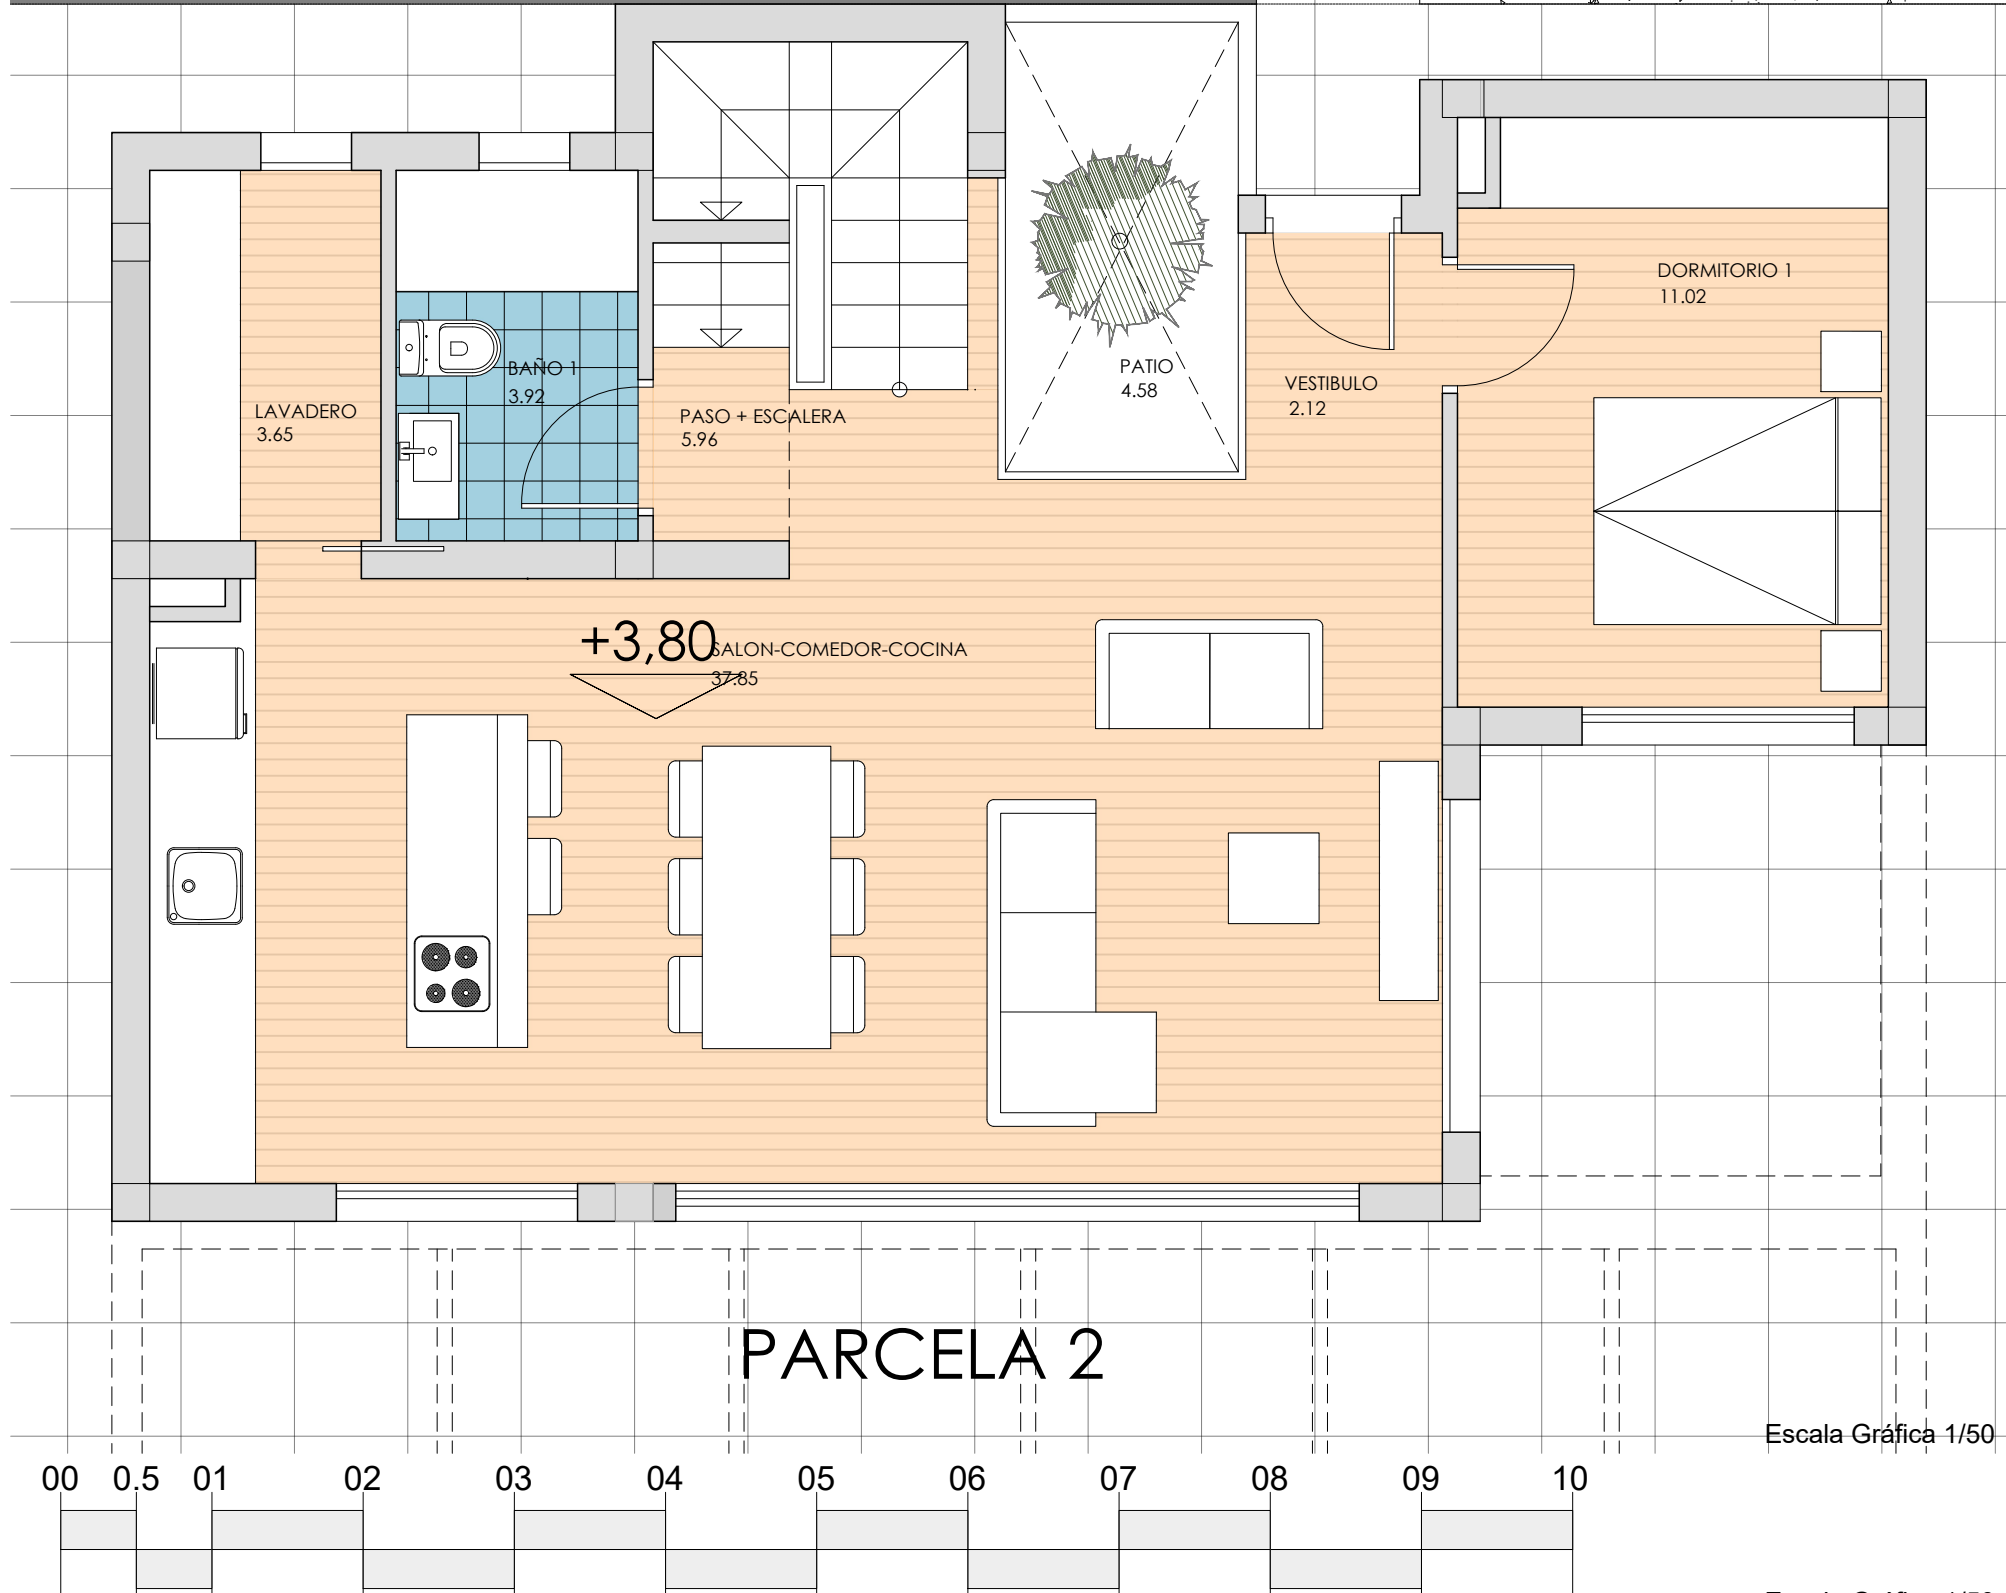 DORMITORIO 1
11.02
PATIO
4.58
VESTIBULO
2.12
BAÑO 1
3.92
LAVADERO
3.65
PASO + ESCALERA
5.96
+3,80
SALON-COMEDOR-COCINA
37.85
PARCELA 2
Escala Gráfica 1/50
00 0.5 01 02 03 04 05 06 07 08 09 10